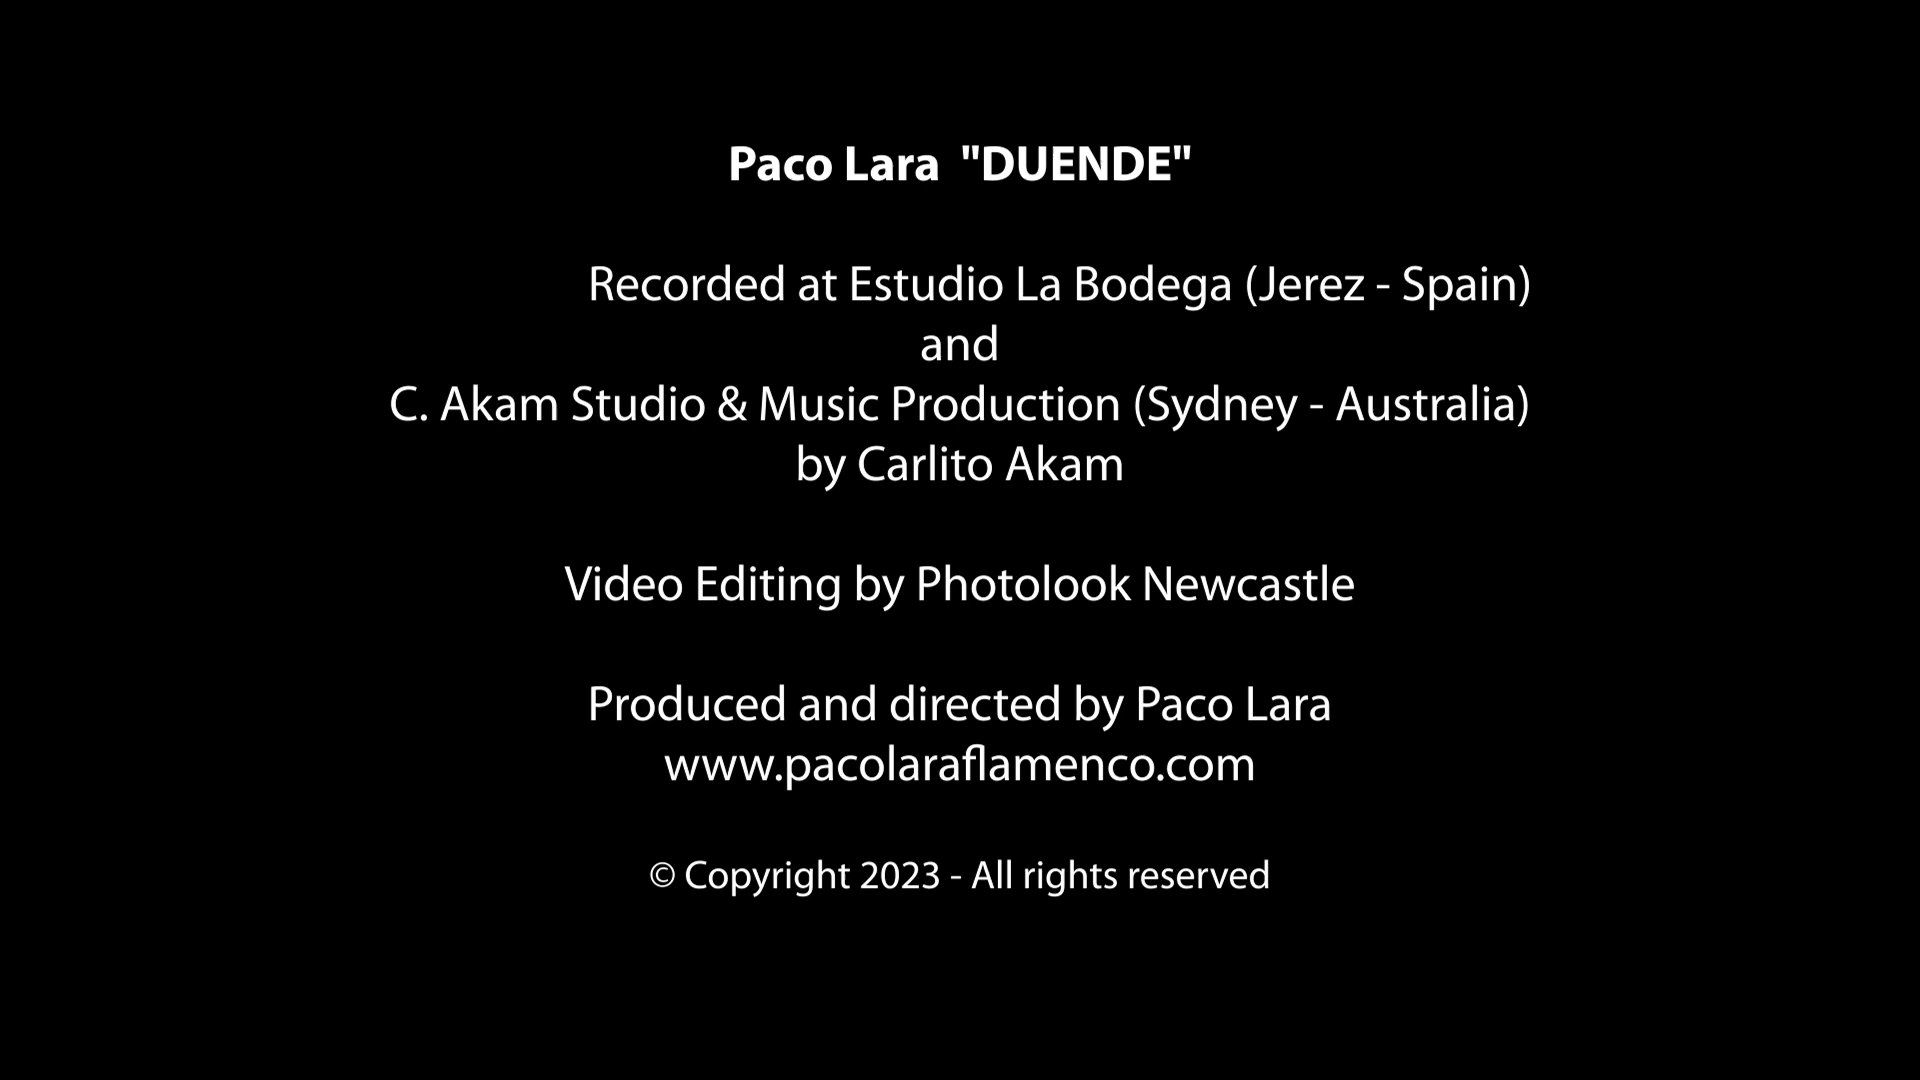 Paco Lara "DUENDE"
Recorded at Estudio La Bodega (Jerez - Spain)
and
C. Akam Studio & Music Production (Sydney - Australia)
by Carlito Akam
Video Editing by Photolook Newcastle
Produced and directed by Paco Lara
www.pacolaraflamenco.com
© Copyright 2023 - All rights reserved